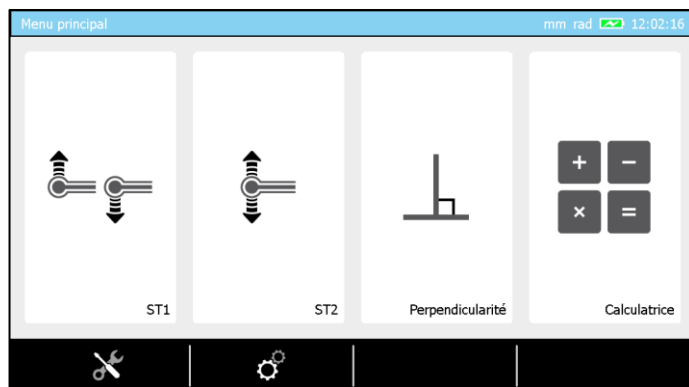 Menu principal mm rad 12:02:16
+ −
× =
ST1 ST2 Perpendicularité Calculatrice